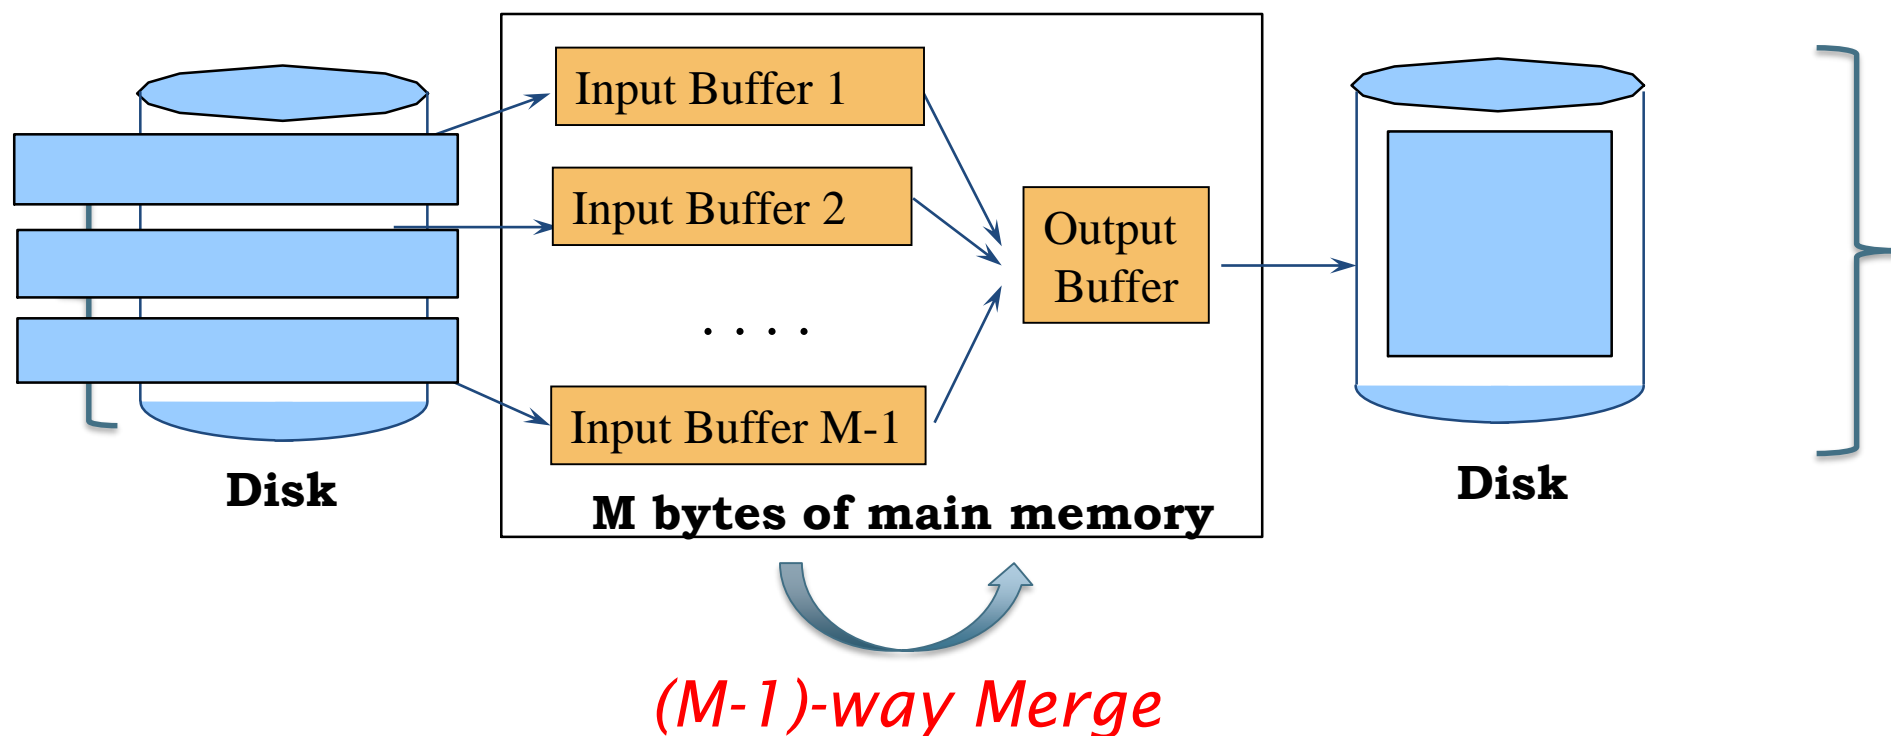 Input Buffer 1
Input Buffer 2
. . . .
Input Buffer M-1
Output
Buffer
Disk
M bytes of main memory
Disk
(M-1)-way Merge